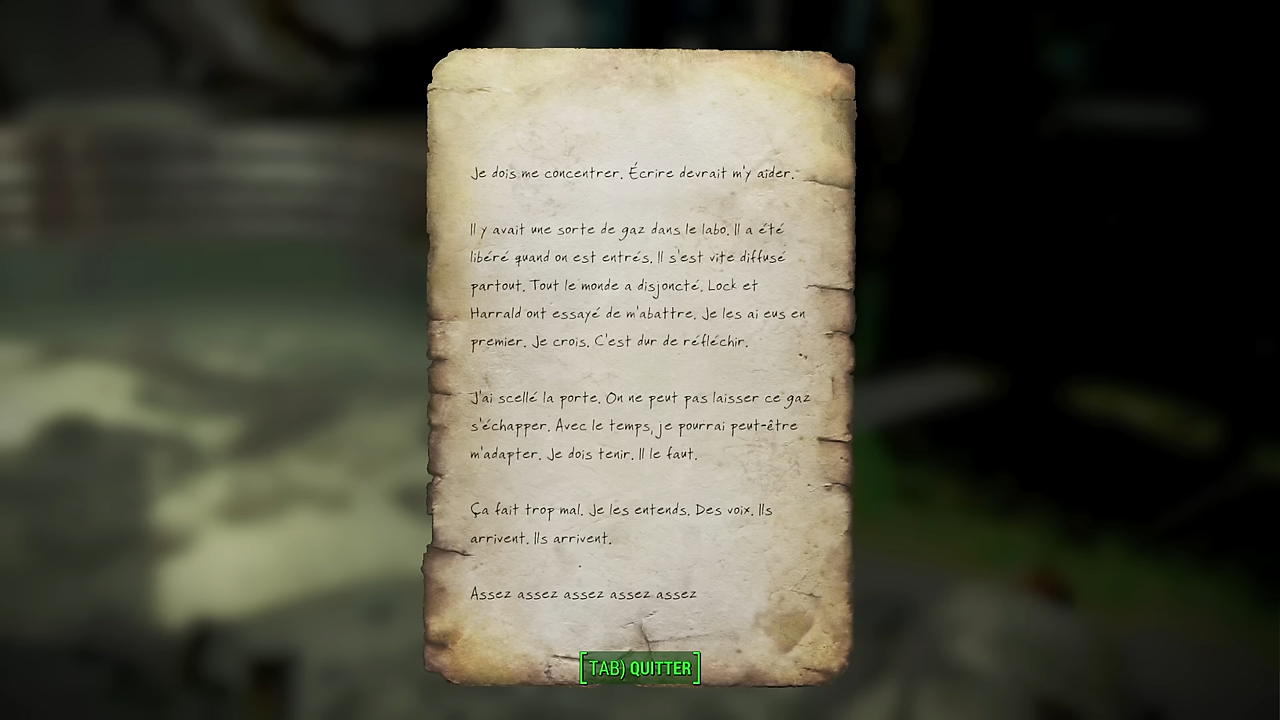 Je dois me concentrer. Écrire devrait m'y aider.
Il y avait une sorte de gaz dans le labo. Il a été
libéré quand on est entrés. Il s'est vite diffusé
partout. Tout le monde a disjoncté. Lock et
Harrald ont essayé de m'abattre. Je les ai eus en
premier. Je crois. C'est dur de réfléchir.
J'ai scellé la porte. On ne peut pas laisser ce gaz
s'échapper. Avec le temps, je pourrai peut-être
m'adapter. Je dois tenir. Il le faut.
Ça fait trop mal. Je les entends. Des voix. Ils
arrivent. Ils arrivent.
Assez assez assez assez assez
[TAB) QUITTER]